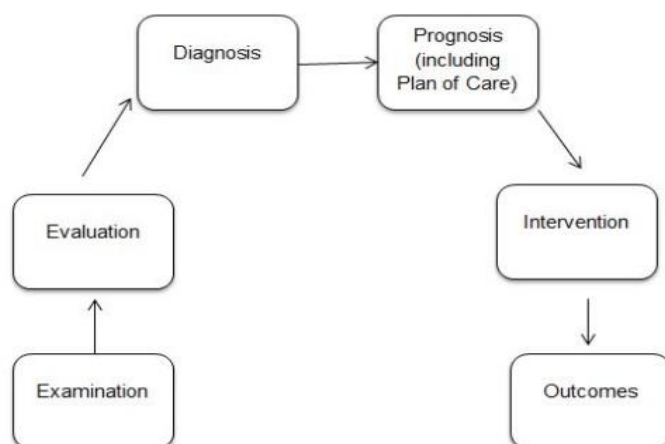 Diagnosis
Prognosis
(including
Plan of Care)
Evaluation
Intervention
Examination
Outcomes